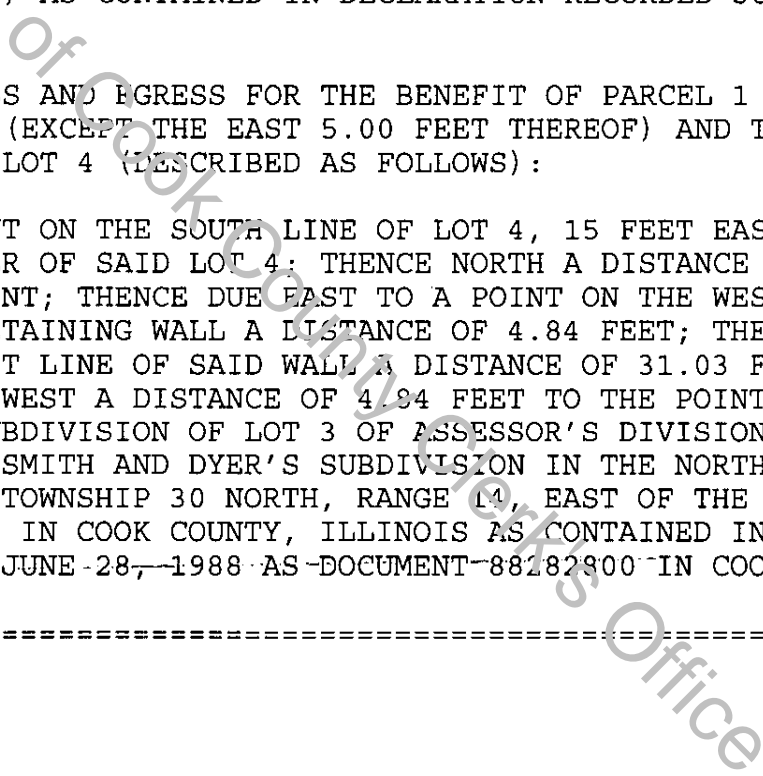 , AS CONTAINED IN DECLARATION RECORDED
S AND EGRESS FOR THE BENEFIT OF PARCEL 1
(EXCEPT THE EAST 5.00 FEET THEREOF) AND T
LOT 4 (DESCRIBED AS FOLLOWS):
T ON THE SOUTH LINE OF LOT 4, 15 FEET EAS
R OF SAID LOT 4; THENCE NORTH A DISTANCE
NT; THENCE DUE EAST TO A POINT ON THE WES
TAINING WALL A DISTANCE OF 4.84 FEET; THE
T LINE OF SAID WALL A DISTANCE OF 31.03 F
WEST A DISTANCE OF 4.84 FEET TO THE POINT
BDIVISION OF LOT 3 OF ASSESSOR'S DIVISION
SMITH AND DYER'S SUBDIVISION IN THE NORTH
TOWNSHIP 30 NORTH, RANGE 14, EAST OF THE
IN COOK COUNTY, ILLINOIS AS CONTAINED IN
JUNE 28, 1988 AS DOCUMENT 88282800 IN COO
of Cook County Clerk's Office